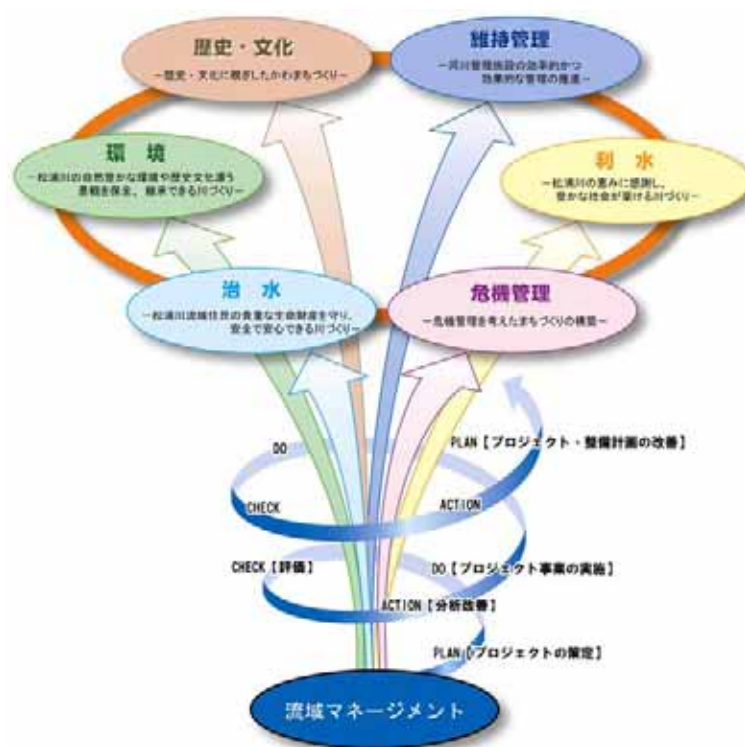 歴史・文化
－歴史・文化に根ざしたかわまちづくり－
維持管理
－河川管理施設の効率的かつ
効果的な管理の推進－
環境
－松浦川の自然豊かな環境や歴史文化漂う
景観を保全、継承できる川づくり－
利水
－松浦川の恵みに感謝し、
豊かな社会が築ける川づくり－
治水
－松浦川流域住民の貴重な生命財産を守り、
安全で安心できる川づくり－
危機管理
－危機管理を考えたまちづくりの構築－
DO
PLAN【プロジェクト・整備計画の改善】
CHECK
ACTION
CHECK【評価】
DO【プロジェクト事業の実施】
ACTION【分析改善】
PLAN【プロジェクトの策定】
流域マネージメント